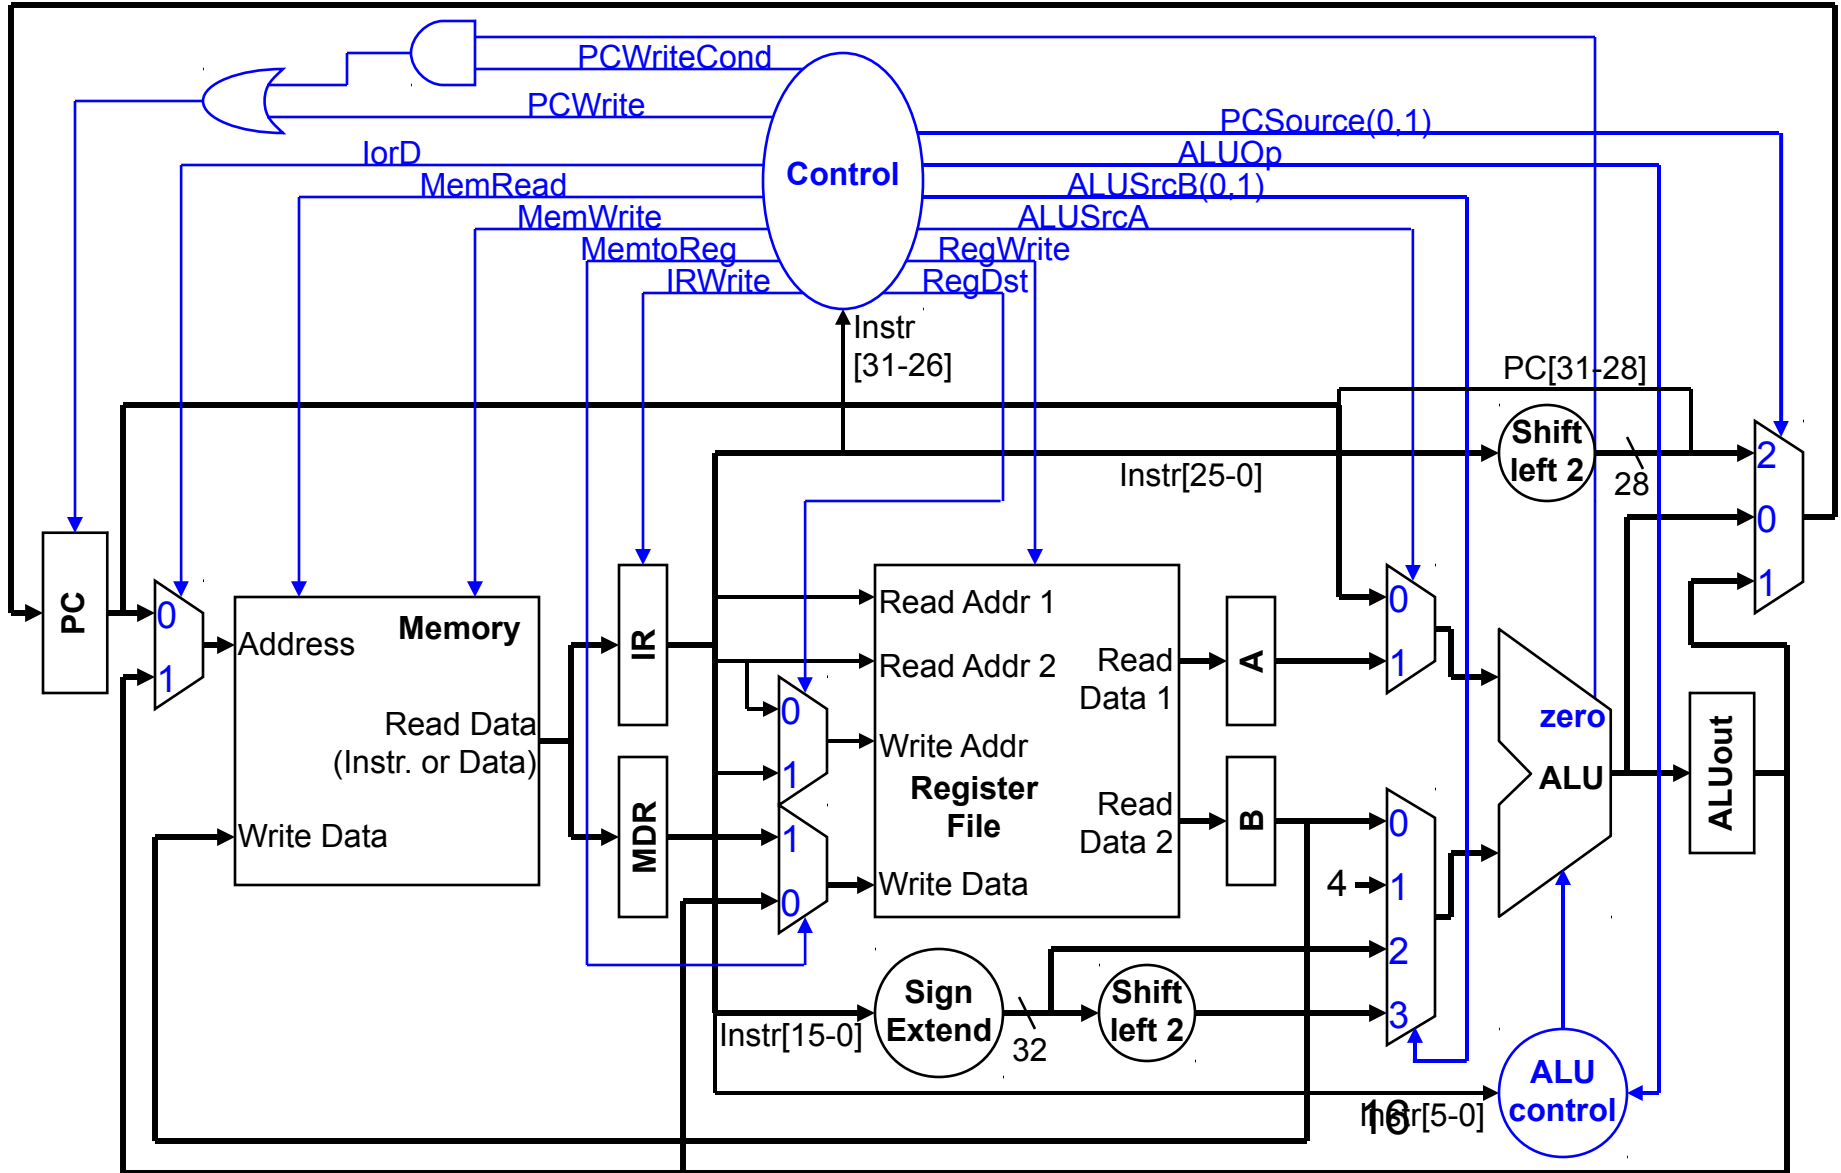 PCWriteCond
PCWrite
PCSource(0,1)
IorD
ALUOp
Control
MemRead
ALUSrcB(0,1)
MemWrite
ALUSrcA
MemtoReg
RegWrite
IRWrite
RegDst
Instr
[31-26]
PC[31-28]
Shift
left 2
2
Instr[25-0]
28
0
1
PC
0
1
Address
Memory
Read Data
(Instr. or Data)
Write Data
IR
MDR
0
1
1
0
Read Addr 1
Read Addr 2
Write Addr
Register
File
Write Data
Read
Data 1
Read
Data 2
A
B
0
1
0
4
1
2
3
zero
ALU
ALUout
Sign
Extend
Instr[15-0]
32
Shift
left 2
ALU
control
Instr[5-0]
16